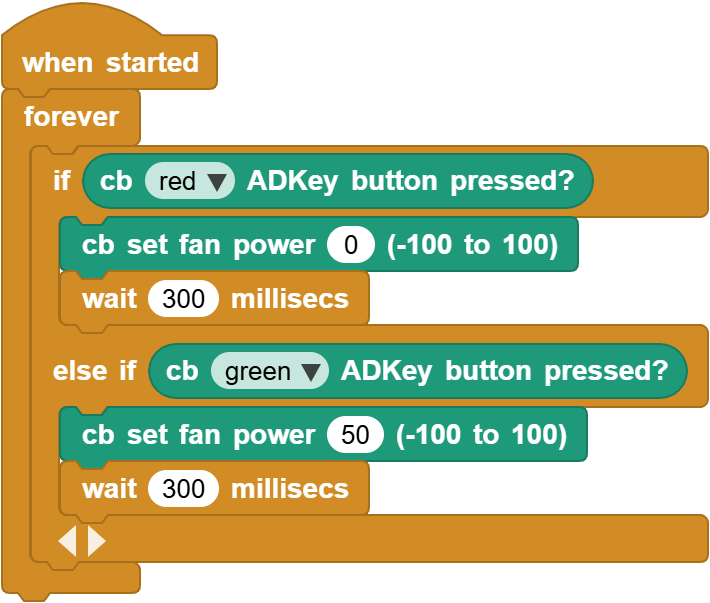 when started
forever
if cb red ADKey button pressed?
cb set fan power 0 (-100 to 100)
wait 300 millisecs
else if cb green ADKey button pressed?
cb set fan power 50 (-100 to 100)
wait 300 millisecs